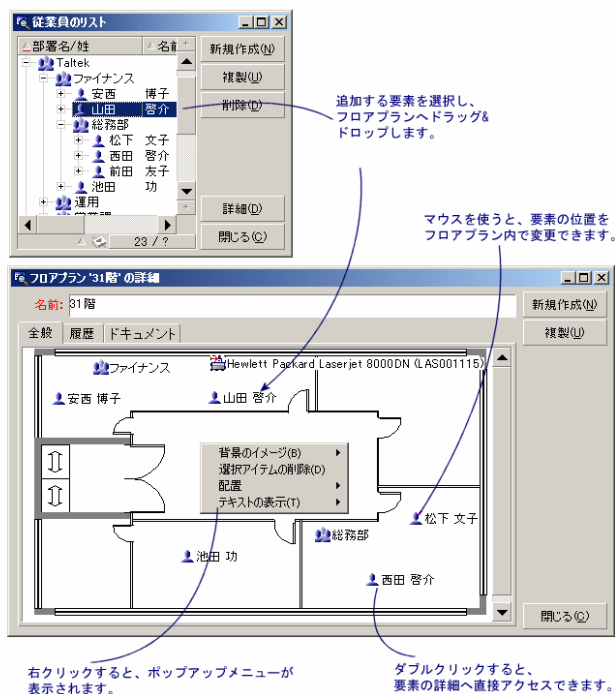 従業員のリスト
部署名/姓
名前
Taltek
ファイナンス
安西 博子
山田 啓介
総務部
松下 文子
西田 啓介
前田 友子
池田 功
運用
23 / ?
新規作成(N)
複製(U)
削除(D)
詳細(D)
閉じる(C)
追加する要素を選択し、
フロアプランへドラッグ&
ドロップします。
マウスを使うと、要素の位置を
フロアプラン内で変更できます。
フロアプラン '31階' の詳細
名前: 31階
新規作成(N)
複製(U)
全般 履歴 ドキュメント
ファイナンス
Hewlett Packard Laserjet 8000DN (LAS001115)
安西 博子
山田 啓介
背景のイメージ(B)
選択アイテムの削除(D)
配置
テキストの表示(T)
松下 文子
総務部
池田 功
西田 啓介
閉じる(C)
右クリックすると、ポップアップメニューが
表示されます。
ダブルクリックすると、
要素の詳細へ直接アクセスできます。